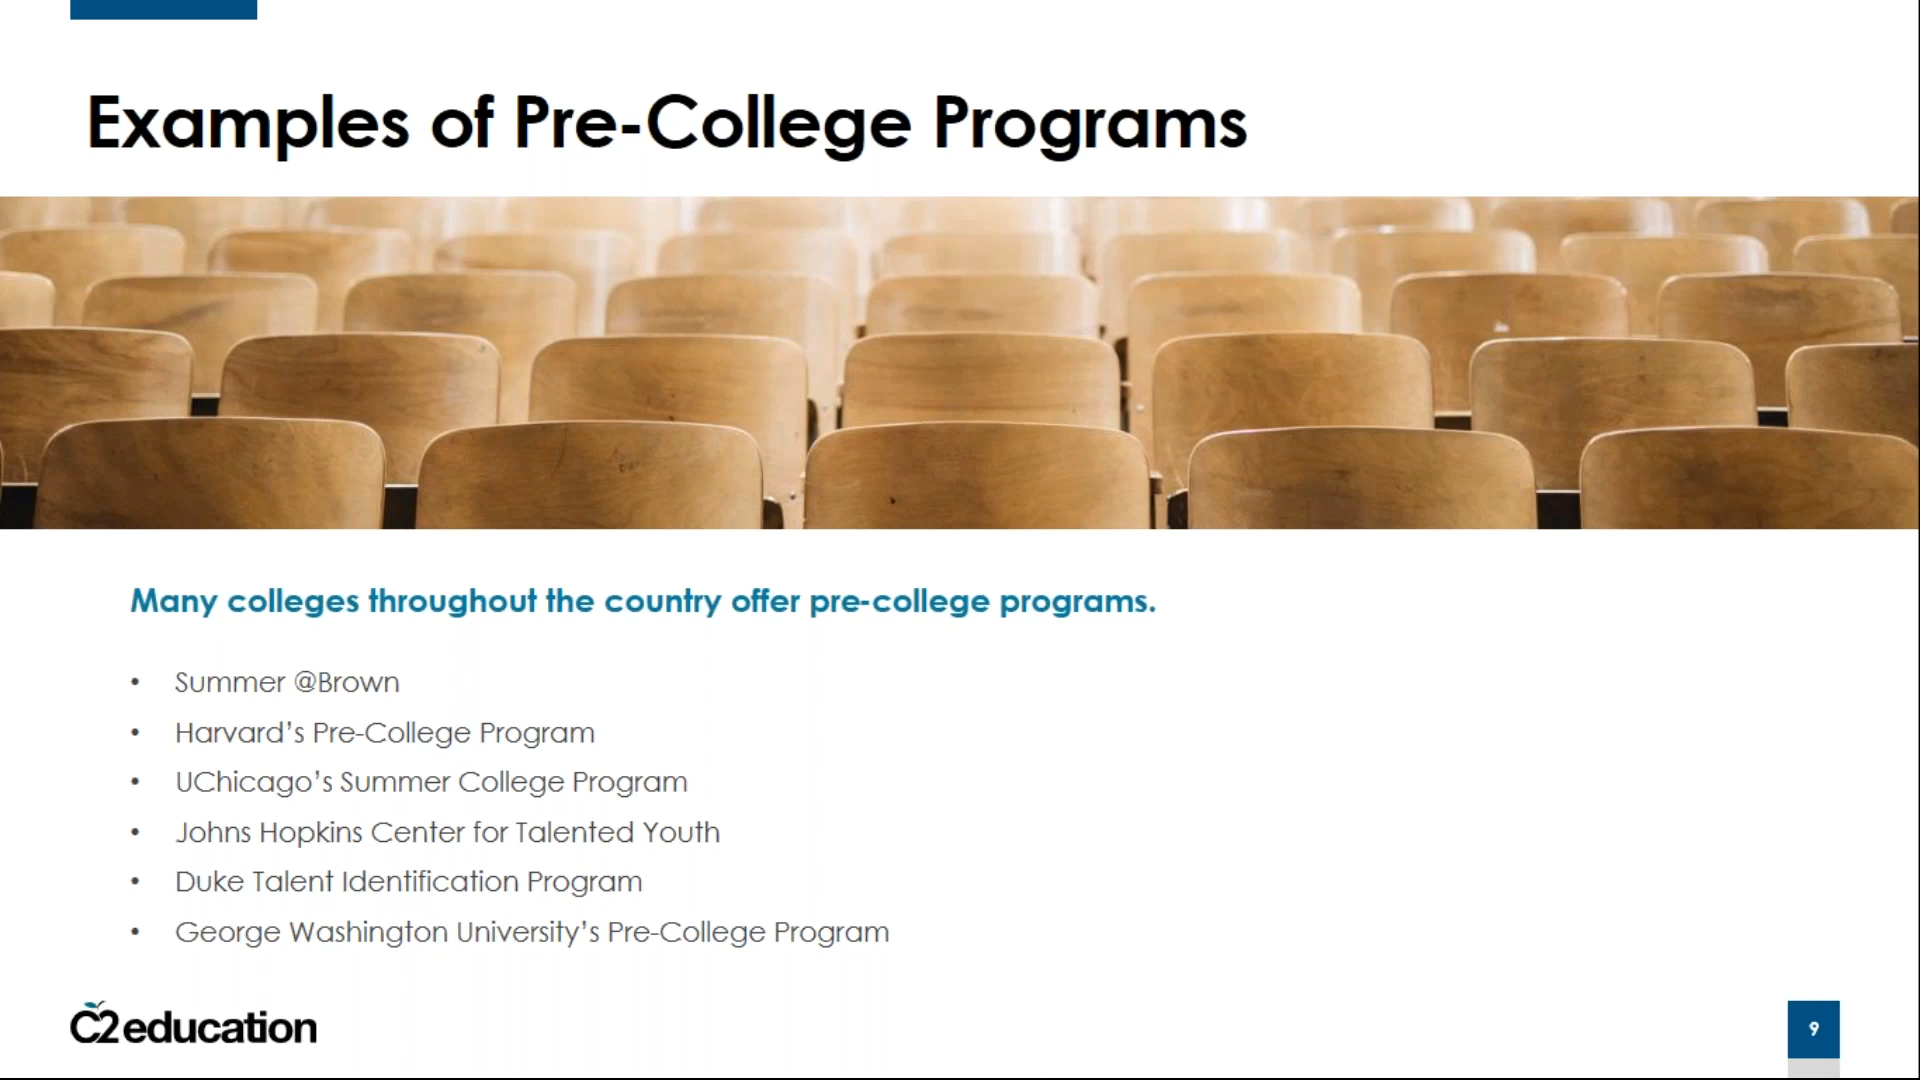 Examples of Pre-College Programs
Many colleges throughout the country offer pre-college programs.
• Summer @Brown
• Harvard’s Pre-College Program
• UChicago’s Summer College Program
• Johns Hopkins Center for Talented Youth
• Duke Talent Identification Program
• George Washington University’s Pre-College Program
C2education
9